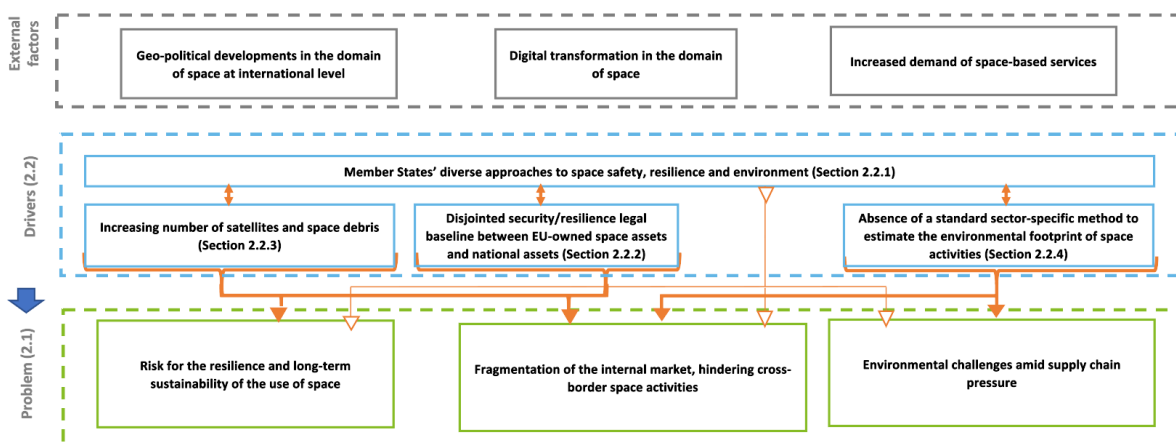 External
factors
Geo-political developments in the domain
of space at international level
Digital transformation in the domain
of space
Increased demand of space-based services
Drivers (2.2)
Member States’ diverse approaches to space safety, resilience and environment (Section 2.2.1)
Increasing number of satellites and space debris
(Section 2.2.3)
Disjointed security/resilience legal
baseline between EU-owned space assets
and national assets (Section 2.2.2)
Absence of a standard sector-specific method to
estimate the environmental footprint of space
activities (Section 2.2.4)
Problem (2.1)
Risk for the resilience and long-term
sustainability of the use of space
Fragmentation of the internal market, hindering cross-
border space activities
Environmental challenges amid supply chain
pressure